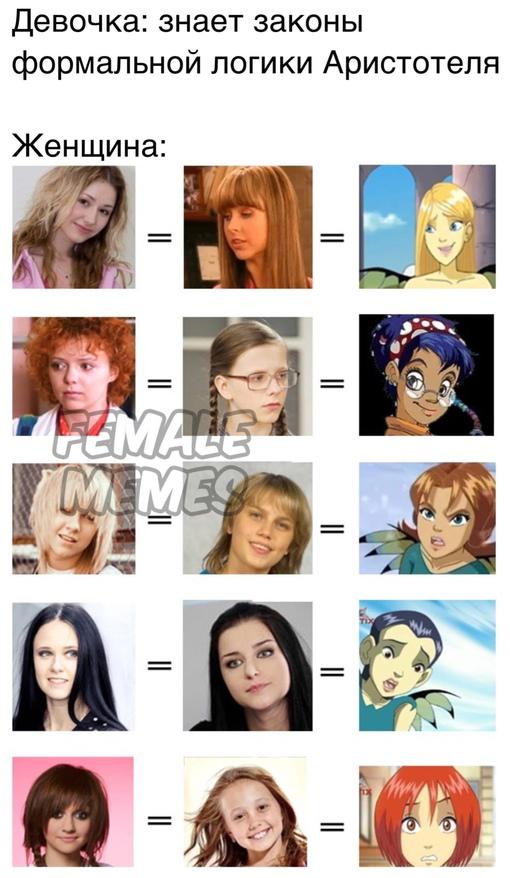 Девочка: знает законы
формальной логики Аристотеля
Женщина:
= =
= =
FEMALE
MEMES
= =
= =
= =